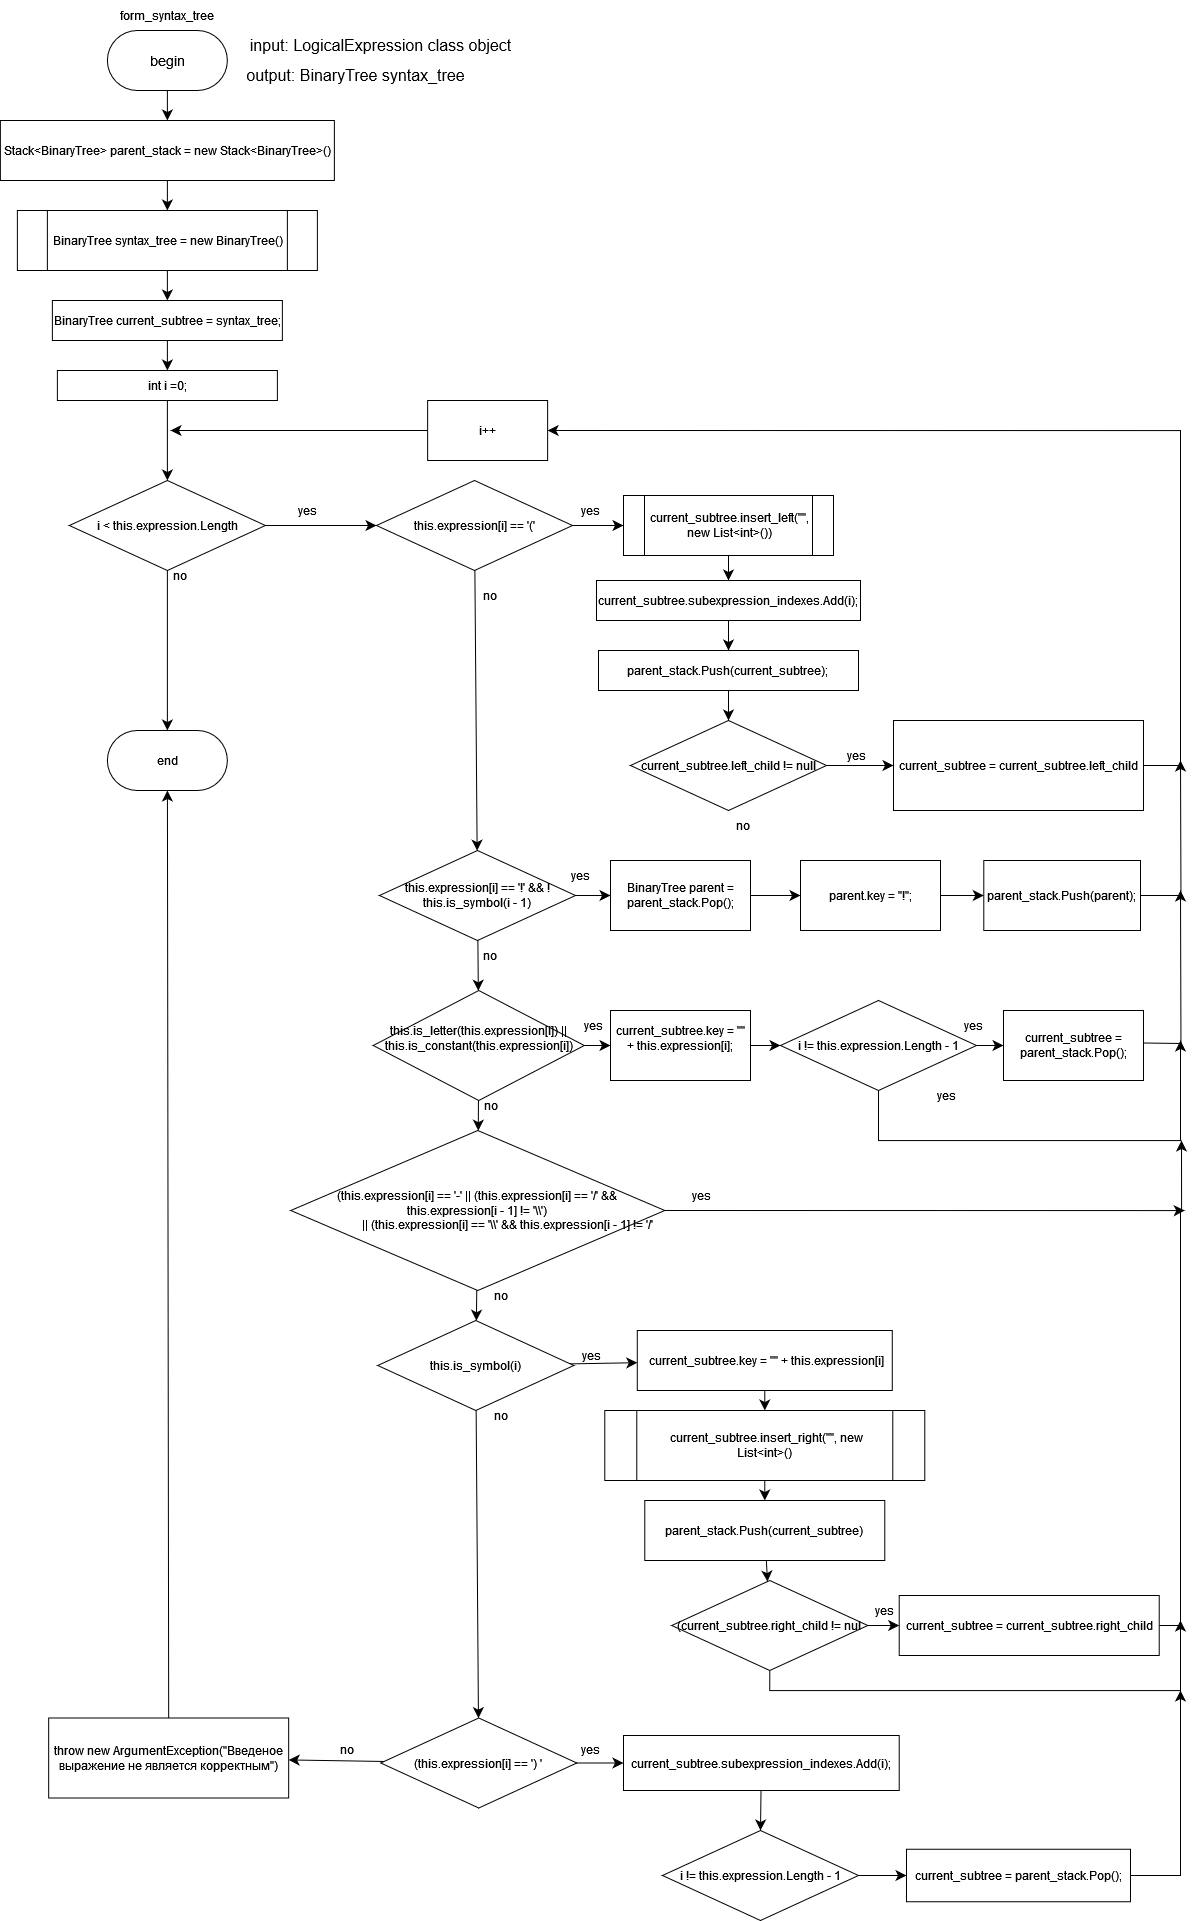 form_syntax_tree
begin
input: LogicalExpression class object
output: BinaryTree syntax_tree
Stack<BinaryTree> parent_stack = new Stack<BinaryTree>()
BinaryTree syntax_tree = new BinaryTree()
BinaryTree current_subtree = syntax_tree;
int i =0;
i++
i < this.expression.Length
yes
no
this.expression[i] == '('
yes
no
current_subtree.insert_left("",
new List<int>())
current_subtree.subexpression_indexes.Add(i);
parent_stack.Push(current_subtree);
current_subtree.left_child != null
yes
no
current_subtree = current_subtree.left_child
end
this.expression[i] == '!' && !
this.is_symbol(i - 1)
yes
no
BinaryTree parent =
parent_stack.Pop();
parent.key = "!";
parent_stack.Push(parent);
this.is_letter(this.expression[i]) ||
this.is_constant(this.expression[i])
yes
no
current_subtree.key = ""
+ this.expression[i];
i != this.expression.Length - 1
yes
yes
current_subtree =
parent_stack.Pop();
(this.expression[i] == '-' || (this.expression[i] == '/' &&
this.expression[i - 1] != '\\')
|| (this.expression[i] == '\\' && this.expression[i - 1] != '/'
yes
no
this.is_symbol(i)
yes
no
current_subtree.key = "" + this.expression[i]
current_subtree.insert_right("", new
List<int>()
parent_stack.Push(current_subtree)
(current_subtree.right_child != nul
yes
current_subtree = current_subtree.right_child
(this.expression[i] == ') '
no
yes
throw new ArgumentException("Введеное
выражение не является корректным")
current_subtree.subexpression_indexes.Add(i);
i != this.expression.Length - 1
current_subtree = parent_stack.Pop();